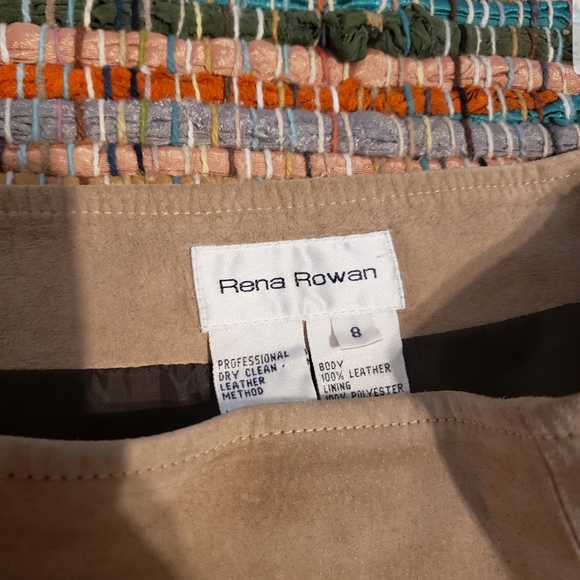 Rena Rowan
8
PROFESSIONAL
DRY CLEAN
LEATHER
METHOD
BODY
100% LEATHER
LINING
100% POLYESTER